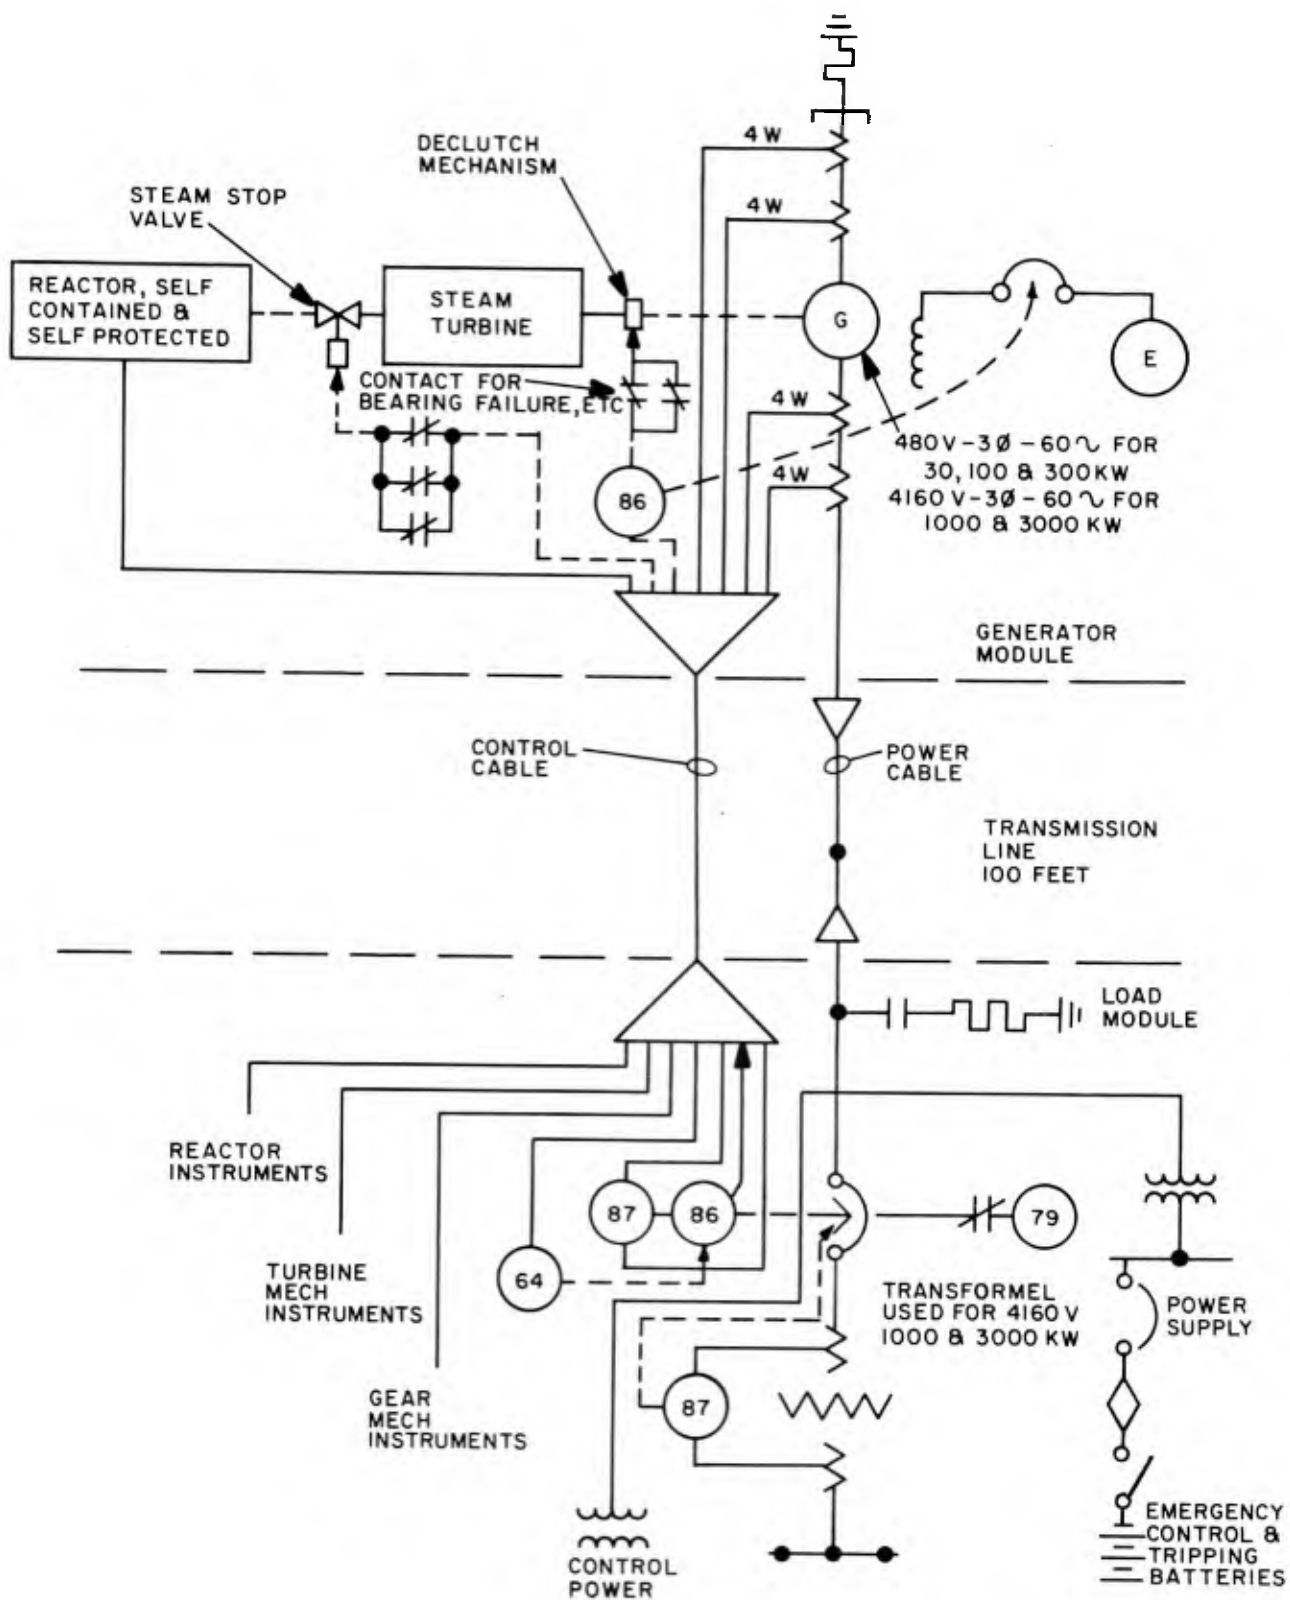 4 W
DECLUTCH
MECHANISM
STEAM STOP
VALVE
4 W
REACTOR, SELF
CONTAINED &
SELF PROTECTED
STEAM
TURBINE
G
E
CONTACT FOR
BEARING FAILURE, ETC
4 W
480V-3Ø-60~ FOR
30, 100 & 300KW
4160V-3Ø-60~ FOR
1000 & 3000 KW
4 W
86
GENERATOR
MODULE
CONTROL
CABLE
POWER
CABLE
TRANSMISSION
LINE
100 FEET
LOAD
MODULE
REACTOR
INSTRUMENTS
87
86
79
64
TURBINE
MECH
INSTRUMENTS
TRANSFORMEL
USED FOR 4160V
1000 & 3000 KW
POWER
SUPPLY
GEAR
MECH
INSTRUMENTS
87
EMERGENCY
CONTROL &
TRIPPING
BATTERIES
CONTROL
POWER